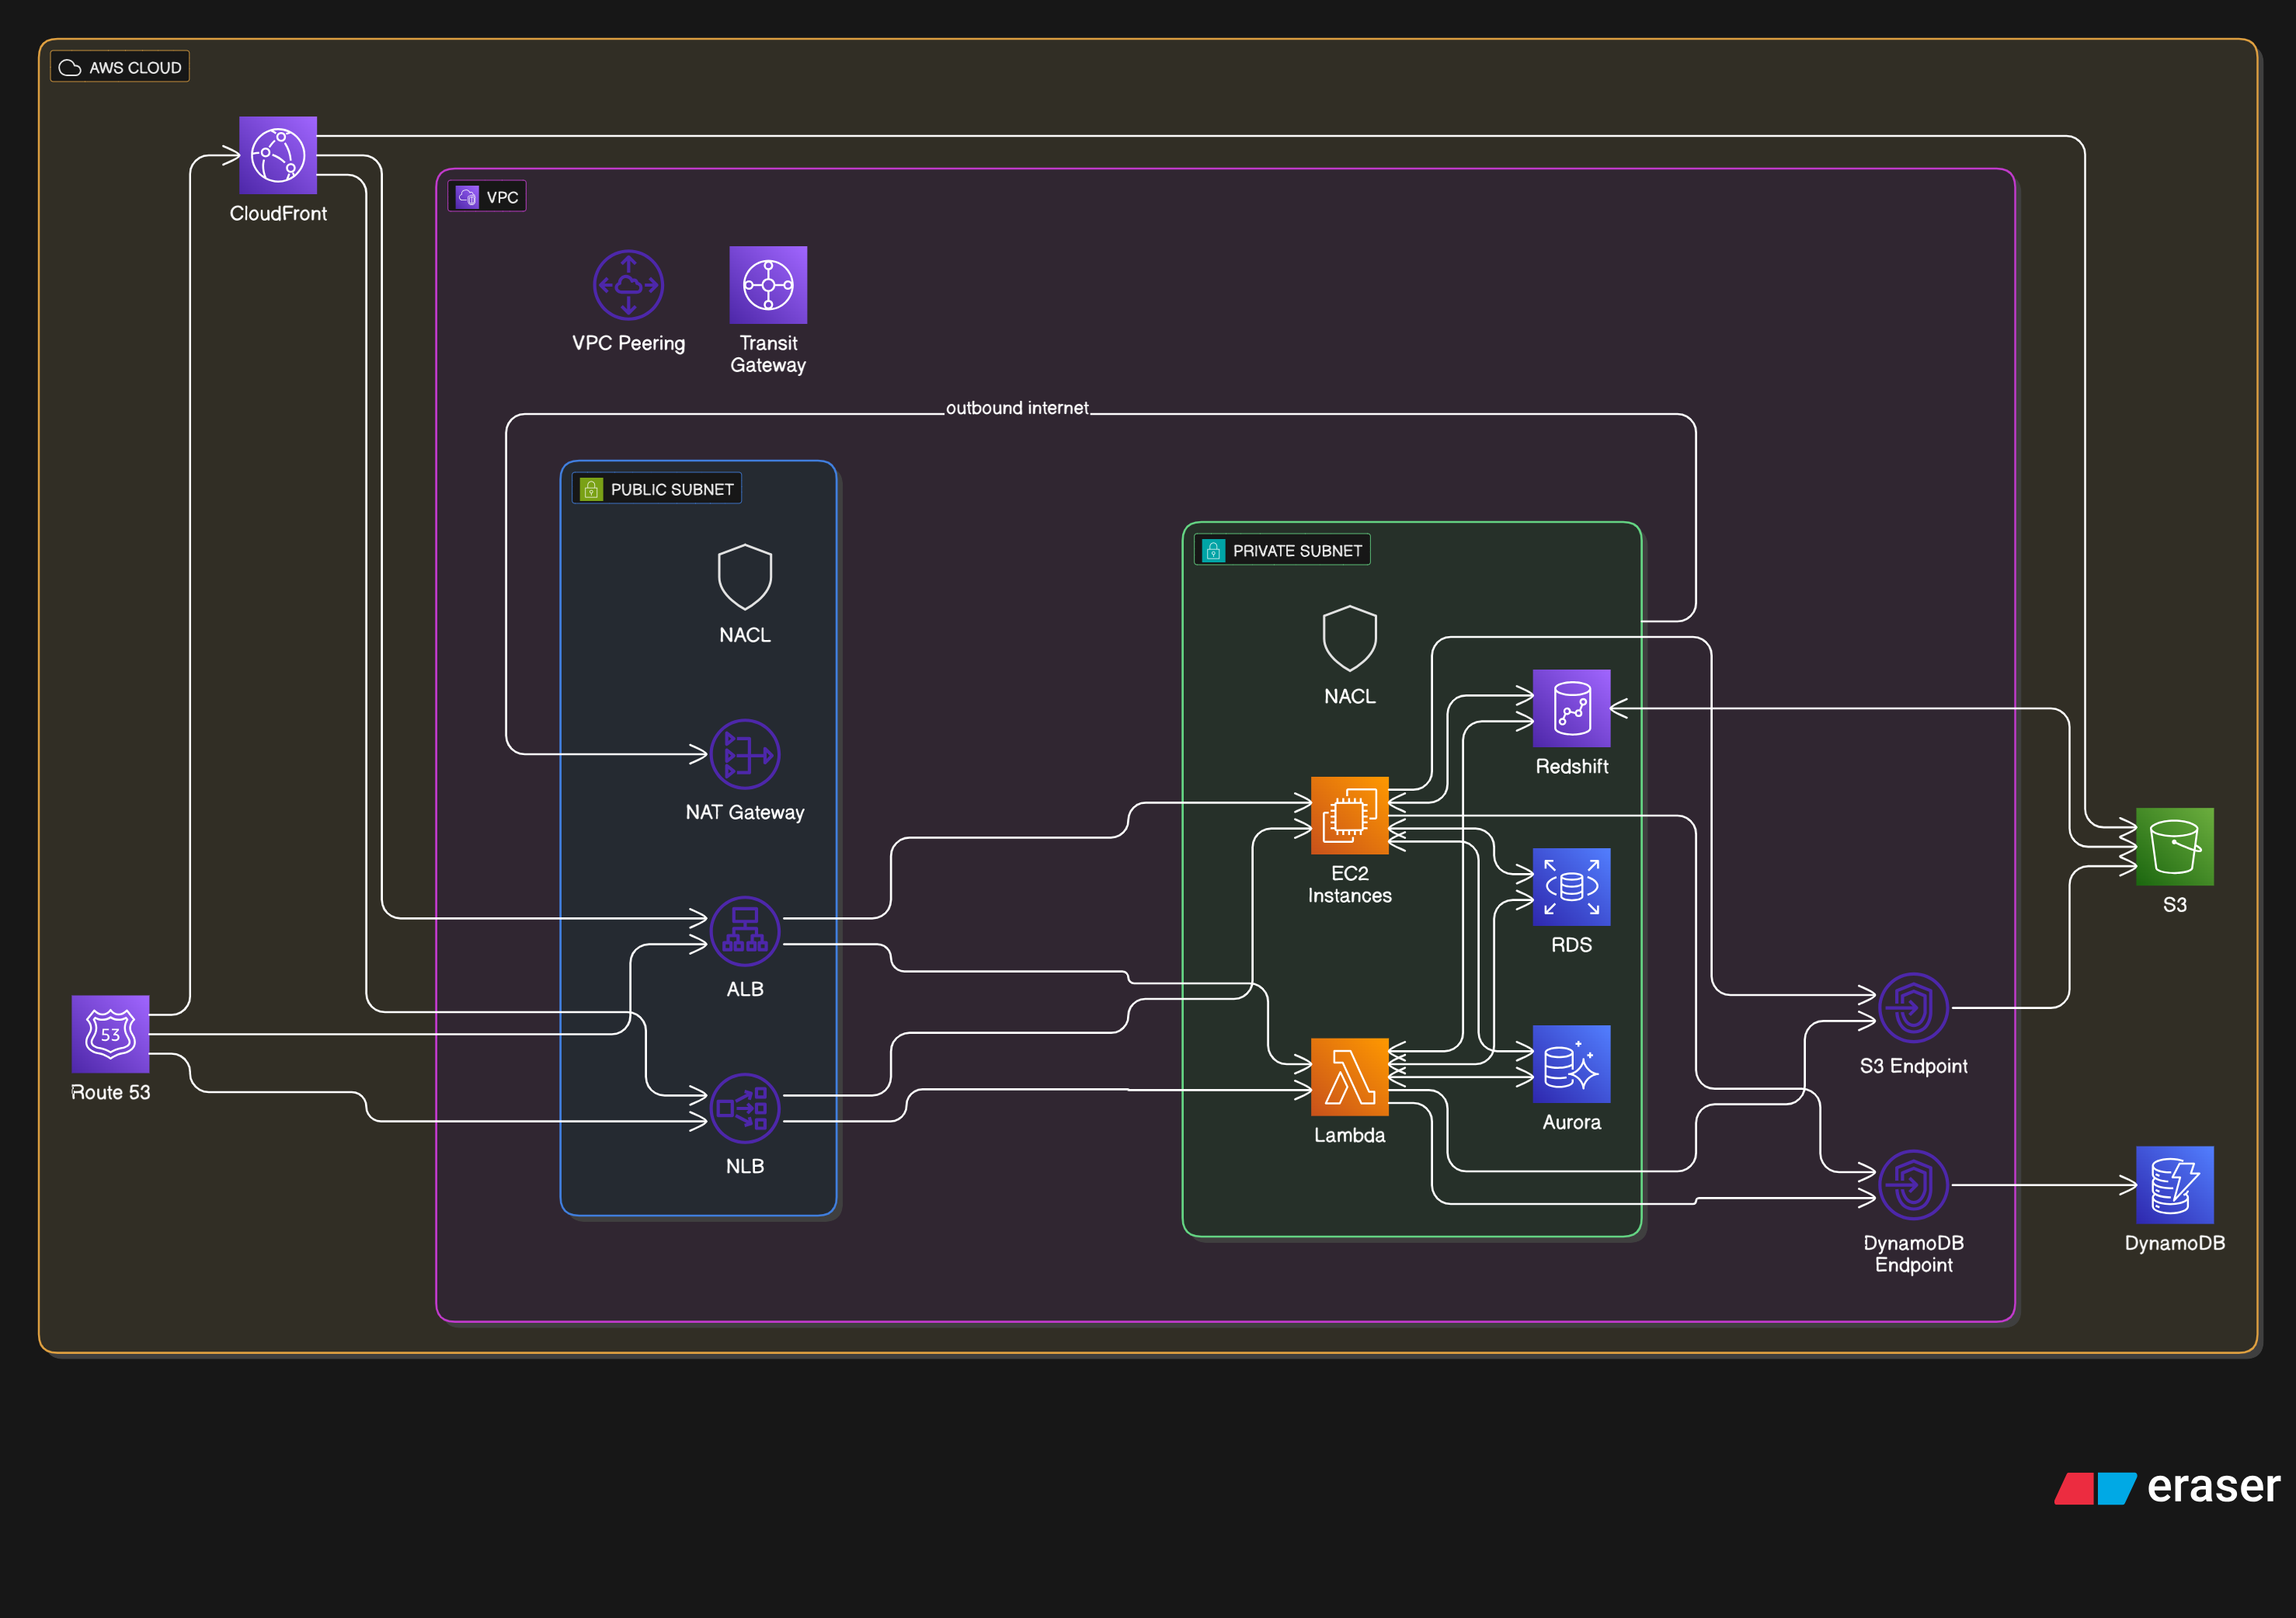 AWS CLOUD
CloudFront
VPC
VPC Peering
Transit
Gateway
outbound internet
PUBLIC SUBNET
NACL
NAT Gateway
ALB
NLB
53
Route 53
PRIVATE SUBNET
NACL
Redshift
EC2
Instances
RDS
Lambda
Aurora
S3
S3 Endpoint
DynamoDB
Endpoint
DynamoDB
eraser